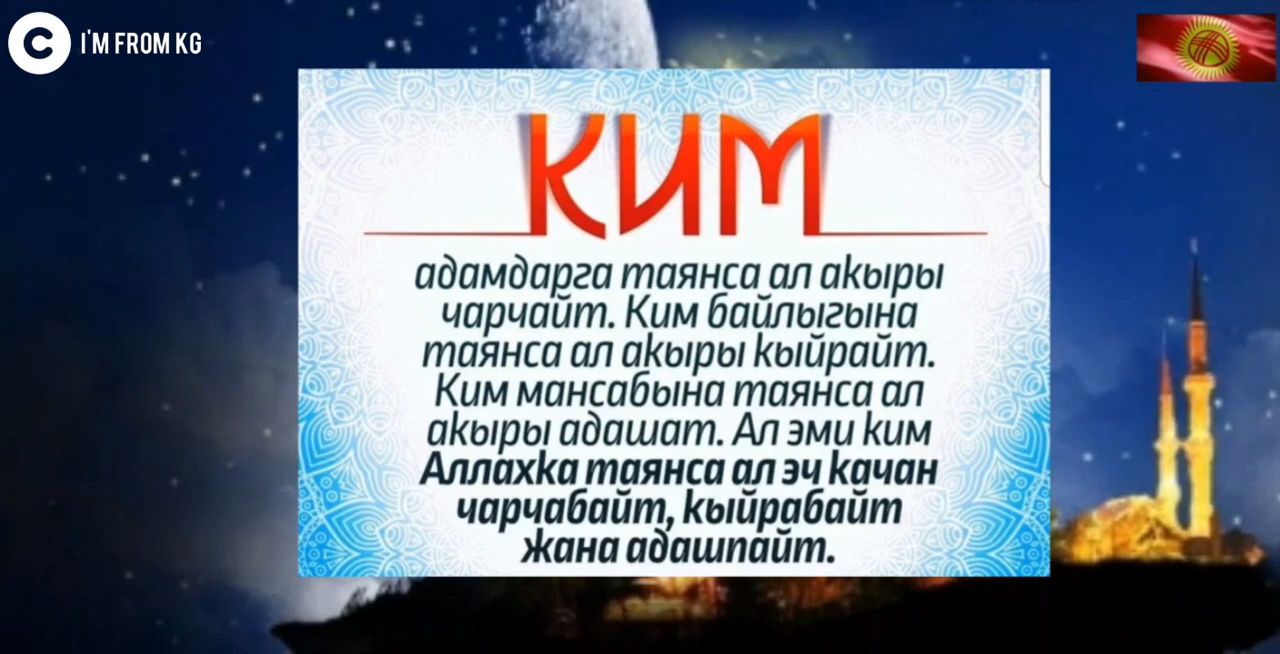 I'M FROM KG
КИМ
адамдарга таянса ал акыры
чарчайт. Ким байлыгына
таянса ал акыры кыйрайт.
Ким мансабына таянса ал
акыры адашат. Ал эми ким
Аллахка таянса ал эч качан
чарчабайт, кыйрабайт
жана адашпайт.